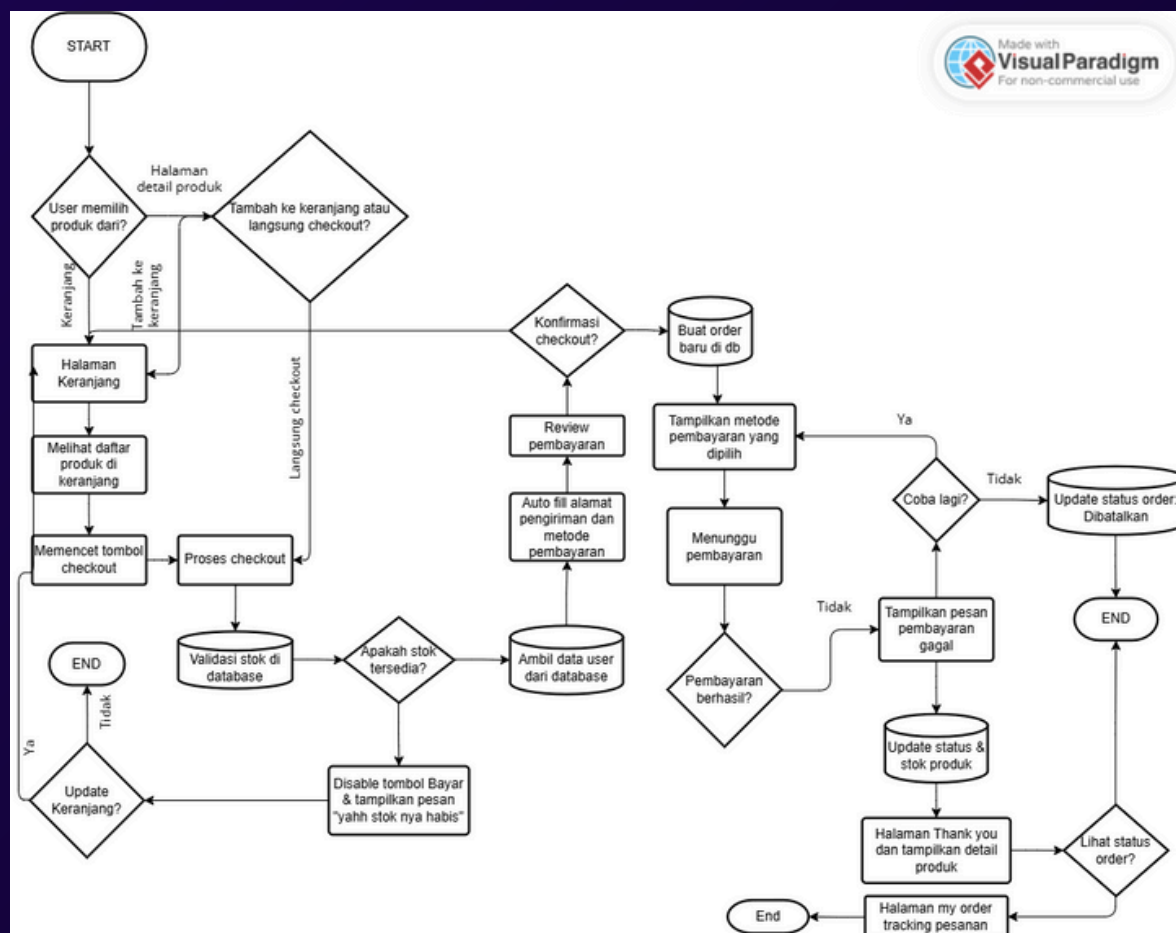 START
Made with
Visual Paradigm
For non-commercial use
User memilih
produk dari?
Halaman
detail produk
Tambah ke keranjang atau
langsung checkout?
Keranjang
Tambah ke
keranjang
Langsung checkout
Halaman
Keranjang
Melihat daftar
produk di
keranjang
Memencet tombol
checkout
Proses checkout
Validasi stok di
database
Apakah stok
tersedia?
Disable tombol Bayar
& tampilkan pesan
"yahh stok nya habis"
Update
Keranjang?
Ya
Tidak
END
Ambil data user
dari database
Auto fill alamat
pengiriman dan
metode
pembayaran
Review
pembayaran
Konfirmasi
checkout?
Buat order
baru di db
Tampilkan metode
pembayaran yang
dipilih
Menunggu
pembayaran
Pembayaran
berhasil?
Tidak
Tampilkan pesan
pembayaran
gagal
Coba lagi?
Ya
Tidak
Update status order:
Dibatalkan
END
Update status &
stok produk
Halaman Thank you
dan tampilkan detail
produk
Lihat status
order?
Halaman my order
tracking pesanan
End